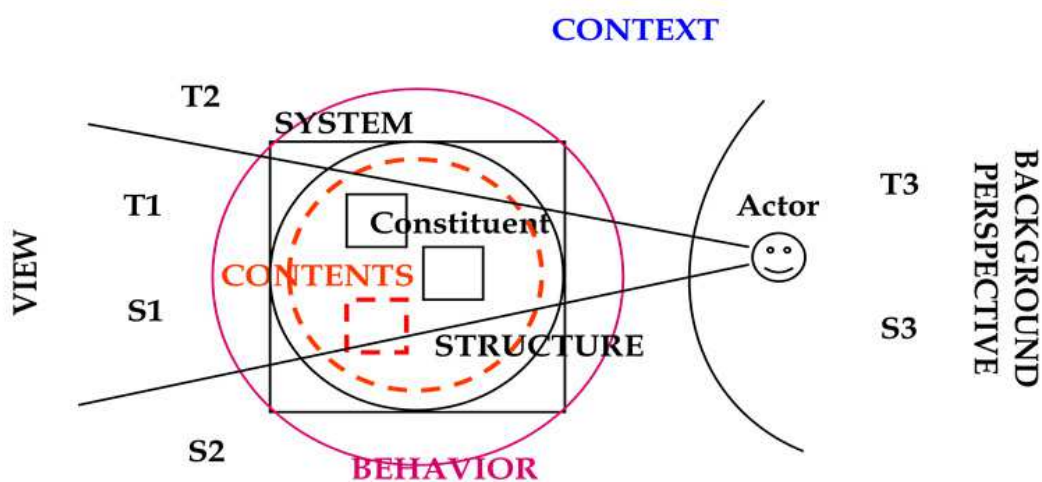 CONTEXT
T2
SYSTEM
T1
Constituent
Actor
T3
BACKGROUND
PERSPECTIVE
VIEW
CONTENTS
S1
STRUCTURE
S3
S2
BEHAVIOR